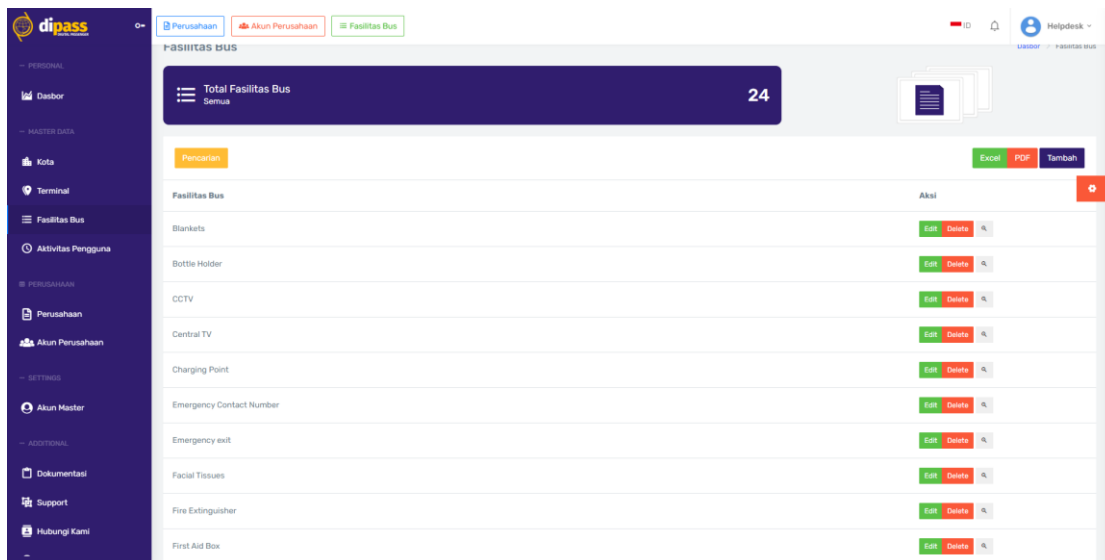 dipass
Perusahaan
Akun Perusahaan
Fasilitas Bus
ID
Helpdesk
Fasilitas Bus
Dasbor / Fasilitas Bus
— PERSONAL
Dasbor
— MASTER DATA
Kota
Terminal
Fasilitas Bus
Aktivitas Pengguna
PERUSAHAAN
Perusahaan
Akun Perusahaan
— SETTINGS
Akun Master
— ADDITIONAL
Dokumentasi
Support
Hubungi Kami
Total Fasilitas Bus
Semua
24
Pencarian
Excel PDF Tambah
Fasilitas Bus Aksi
Blankets Edit Delete
Bottle Holder Edit Delete
CCTV Edit Delete
Central TV Edit Delete
Charging Point Edit Delete
Emergency Contact Number Edit Delete
Emergency exit Edit Delete
Facial Tissues Edit Delete
Fire Extinguisher Edit Delete
First Aid Box Edit Delete